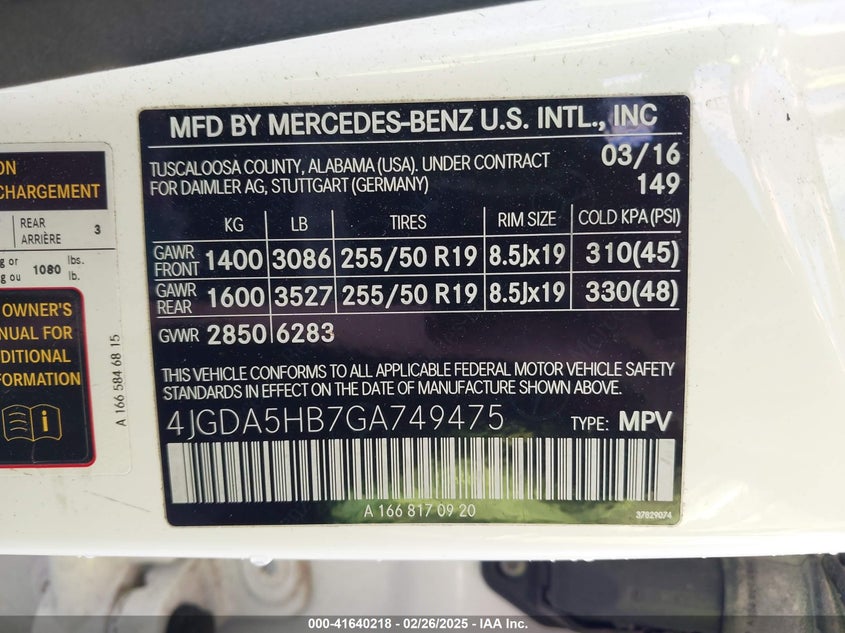 MFD BY MERCEDES-BENZ U.S. INTL., INC
TUSCALOOSA COUNTY, ALABAMA (USA). UNDER CONTRACT 03/16
FOR DAIMLER AG, STUTTGART (GERMANY) 149
KG LB TIRES RIM SIZE COLD KPA (PSI)
GAWR FRONT 1400 3086 255/50 R19 8.5Jx19 310(45)
GAWR REAR 1600 3527 255/50 R19 8.5Jx19 330(48)
GVWR 2850 6283
THIS VEHICLE CONFORMS TO ALL APPLICABLE FEDERAL MOTOR VEHICLE SAFETY
STANDARDS IN EFFECT ON THE DATE OF MANUFACTURE SHOWN ABOVE.
4JGDA5HB7GA749475 TYPE: MPV
A 166 817 09 20
37829074
ON
CHARGEMENT
REAR
ARRIÈRE 3
g or 1080 lbs.
g ou lb.
OWNER'S
NUAL FOR
DDITIONAL
FORMATION
A 166 584 68 15
000-41640218 - 02/26/2025 - IAA Inc.